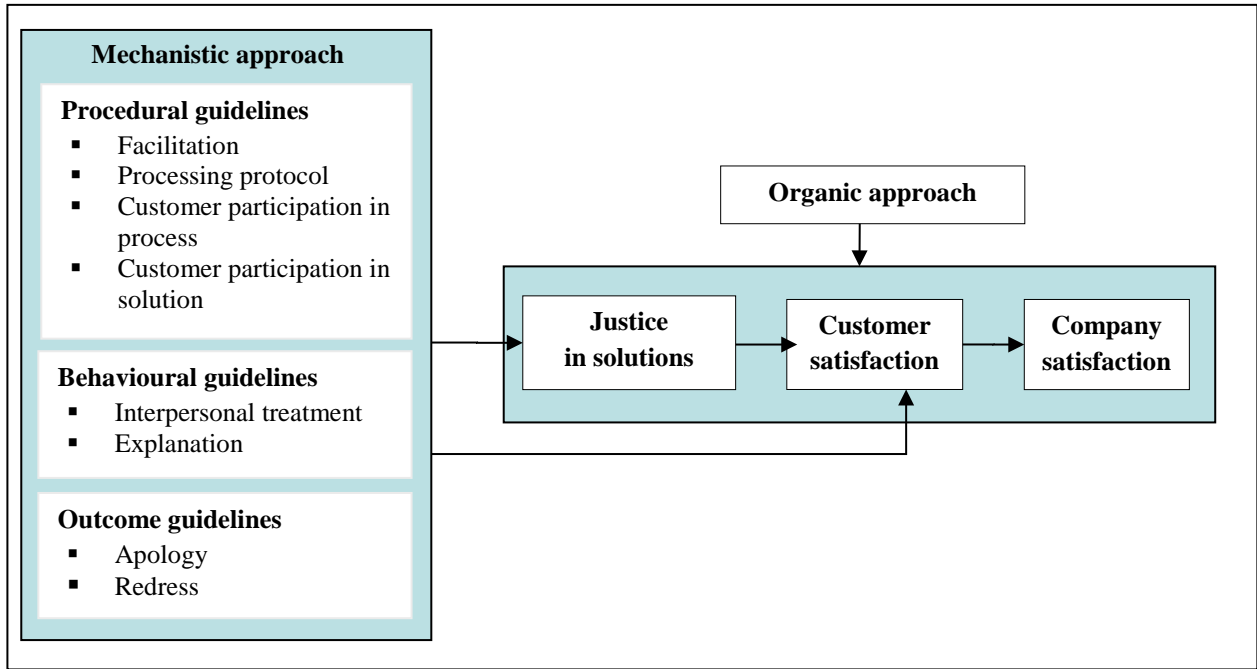 Mechanistic approach
Procedural guidelines
▪ Facilitation
▪ Processing protocol
▪ Customer participation in
process
▪ Customer participation in
solution
Behavioural guidelines
▪ Interpersonal treatment
▪ Explanation
Outcome guidelines
▪ Apology
▪ Redress
Organic approach
Justice
in solutions
Customer
satisfaction
Company
satisfaction